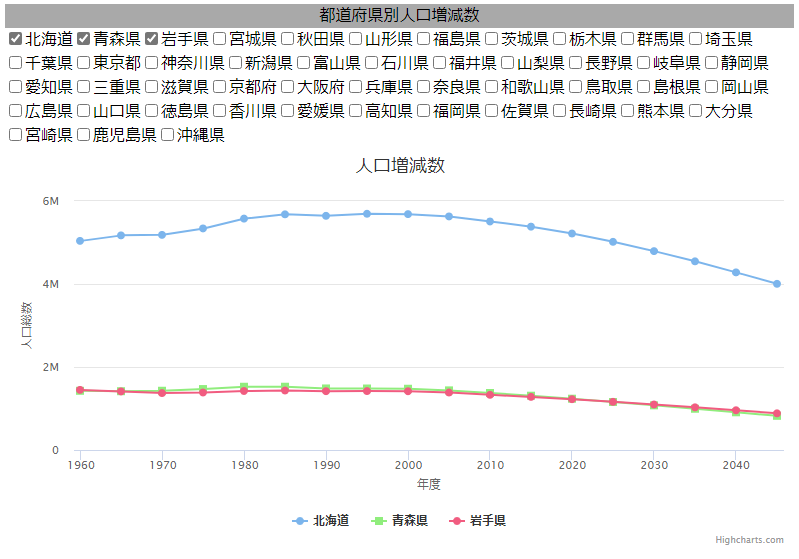 都道府県別人口増減数
北海道 青森県 岩手県 宮城県 秋田県 山形県 福島県 茨城県 栃木県 群馬県 埼玉県
千葉県 東京都 神奈川県 新潟県 富山県 石川県 福井県 山梨県 長野県 岐阜県 静岡県
愛知県 三重県 滋賀県 京都府 大阪府 兵庫県 奈良県 和歌山県 鳥取県 島根県 岡山県
広島県 山口県 徳島県 香川県 愛媛県 高知県 福岡県 佐賀県 長崎県 熊本県 大分県
宮崎県 鹿児島県 沖縄県
人口増減数
6M
4M
人口総数
2M
0
1960 1970 1980 1990 2000 2010 2020 2030 2040
年度
北海道 青森県 岩手県
Highcharts.com